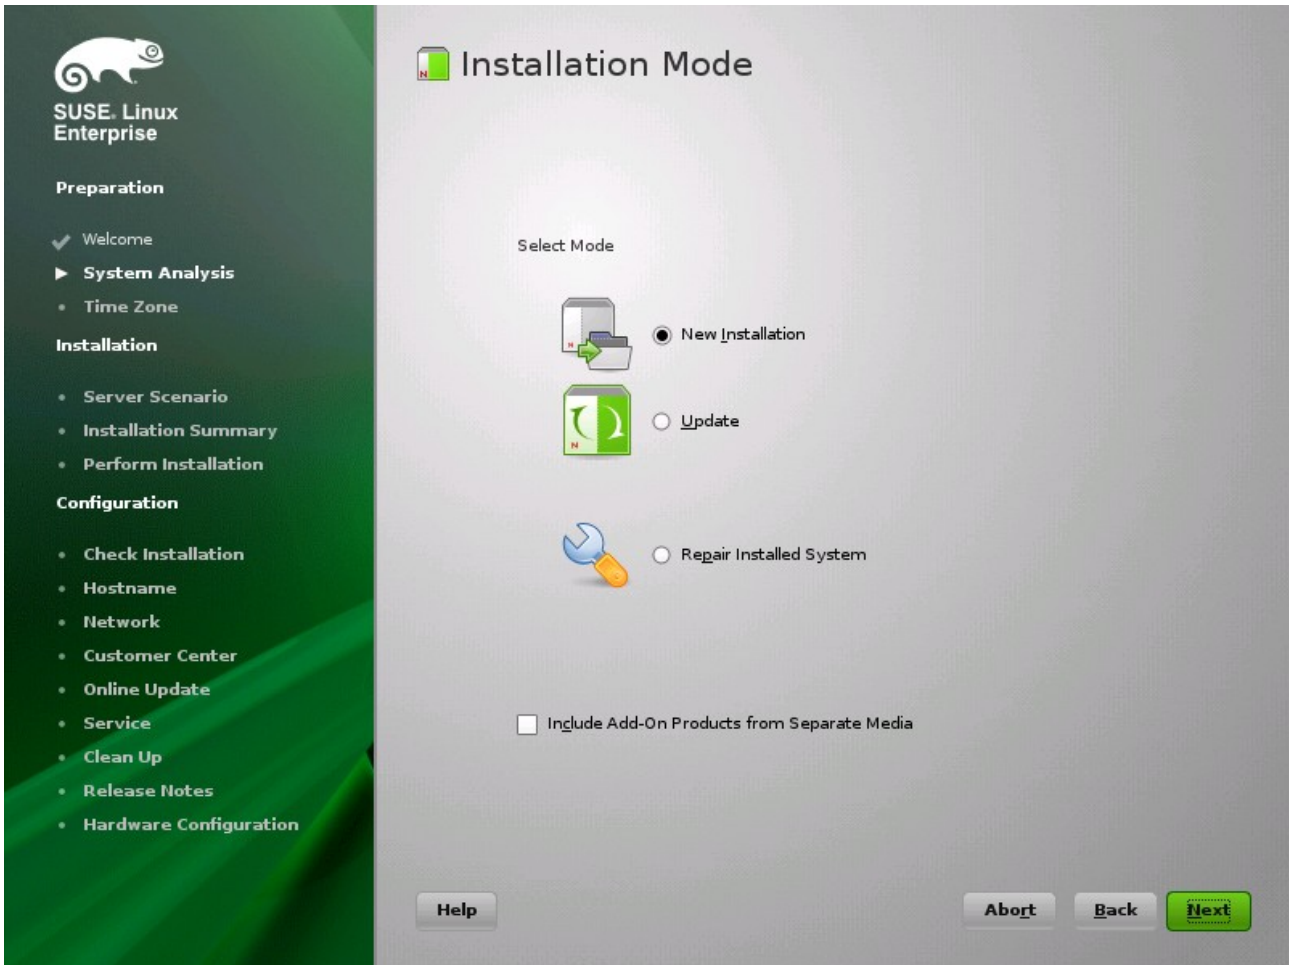 SUSE. Linux
Enterprise
Preparation
Welcome
System Analysis
Time Zone
Installation
Server Scenario
Installation Summary
Perform Installation
Configuration
Check Installation
Hostname
Network
Customer Center
Online Update
Service
Clean Up
Release Notes
Hardware Configuration
Installation Mode
Select Mode
New Installation
Update
Repair Installed System
Include Add-On Products from Separate Media
Help
Abort
Back
Next